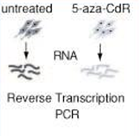 untreated 5-aza-CdR
RNA
Reverse Transcription
PCR